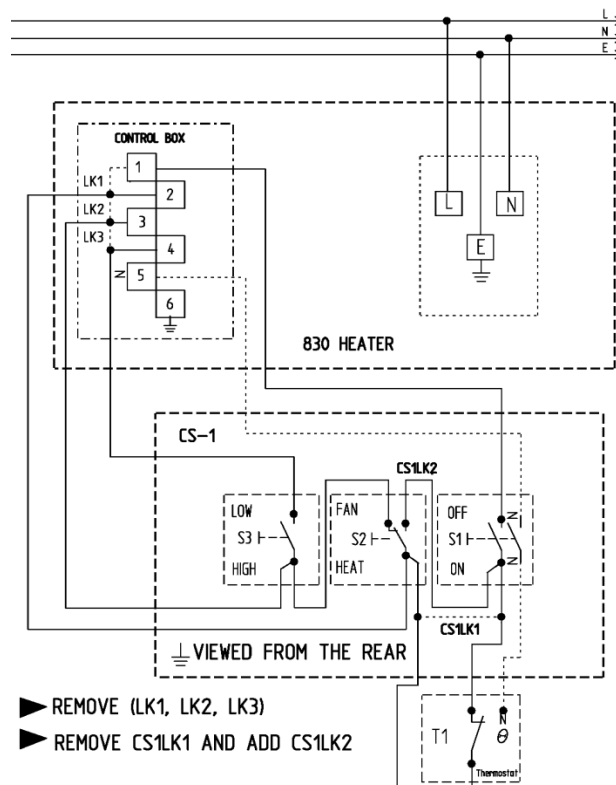 L
N
E
CONTROL BOX
1
LK1
2
LK2
3
LK3
4
N
5
6
L
N
E
830 HEATER
CS-1
CS1LK2
LOW
S3
HIGH
FAN
S2
HEAT
OFF
N
S1
N
ON
CS1LK1
VIEWED FROM THE REAR
REMOVE (LK1, LK2, LK3)
REMOVE CS1LK1 AND ADD CS1LK2
T1
N
Θ
Thermostat